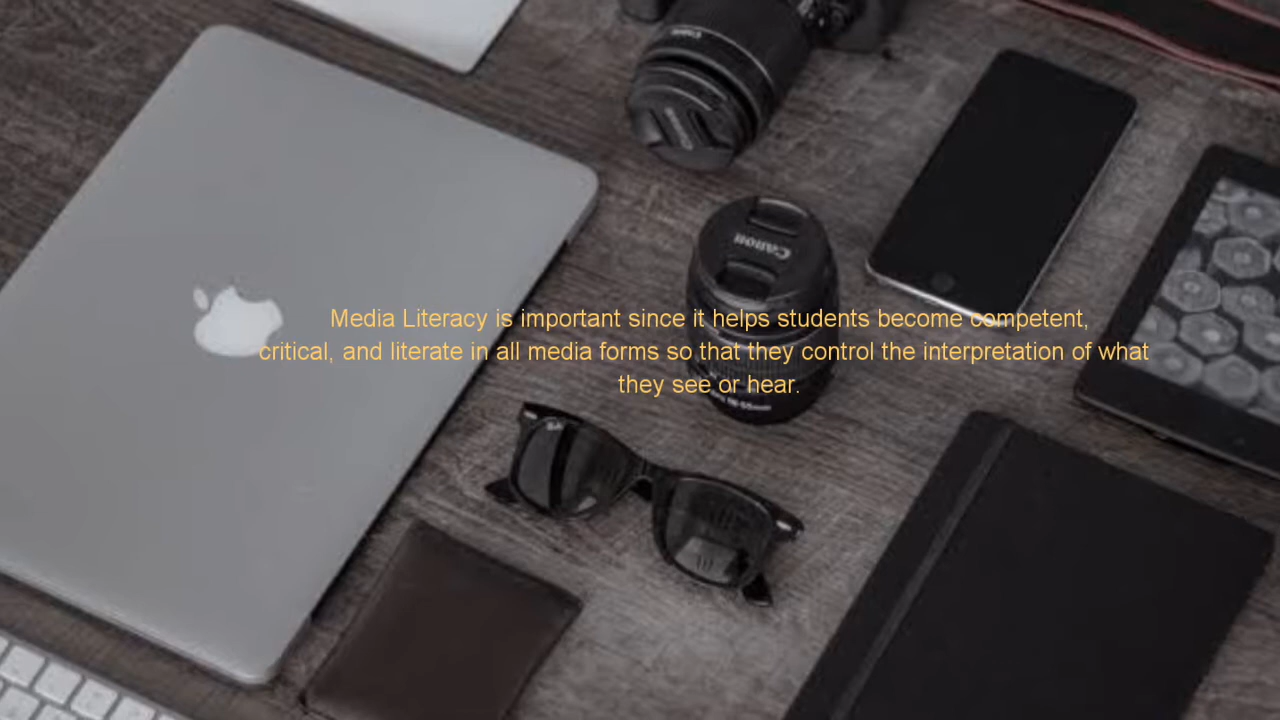 Canon
Media Literacy is important since it helps students become competent,
critical, and literate in all media forms so that they control the interpretation of what
they see or hear.